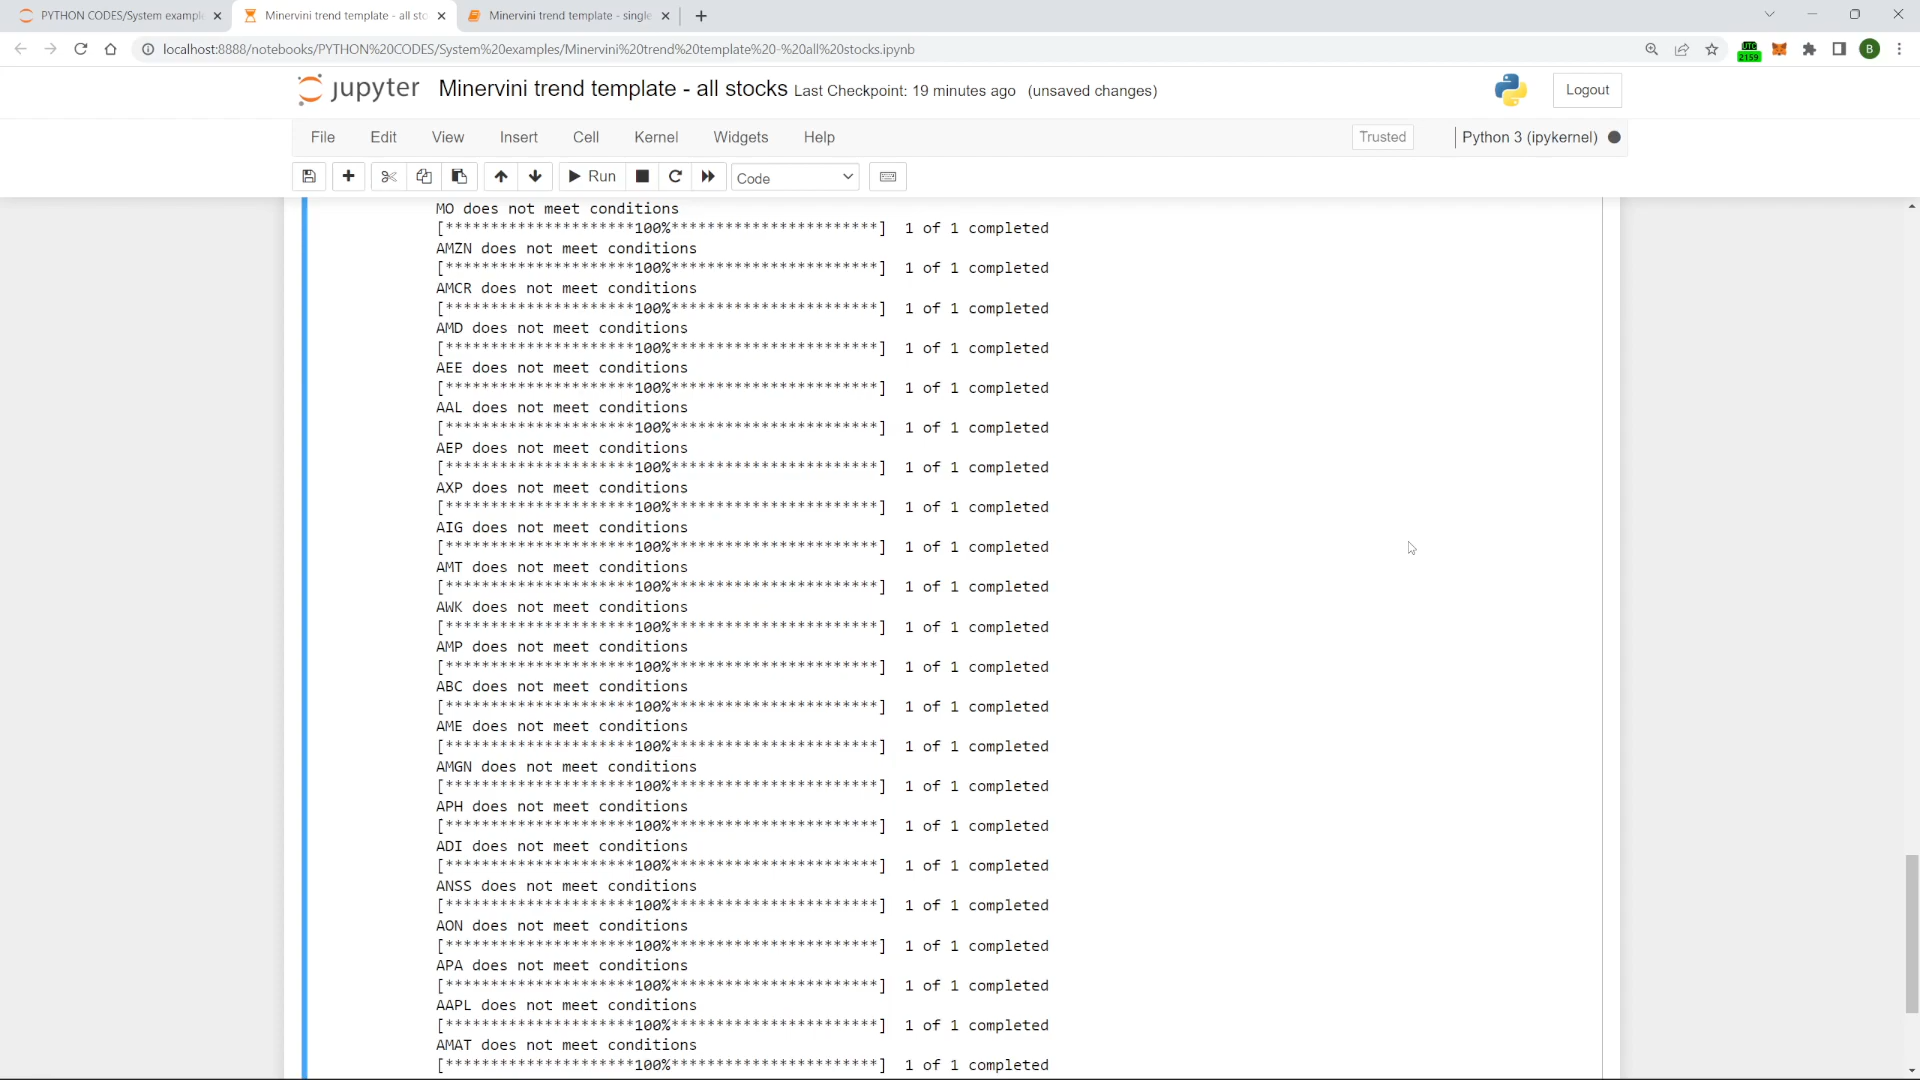 PYTHON CODES/System exampl
Minervini trend template - all sto
Minervini trend template - single
localhost:8888/notebooks/PYTHON%20CODES/System%20examples/Minervini%20trend%20template%20-%20all%20stocks.ipynb
UTC
2159
B
jupyter Minervini trend template - all stocks Last Checkpoint: 19 minutes ago (unsaved changes)
Logout
File Edit View Insert Cell Kernel Widgets Help
Trusted
Python 3 (ipykernel)
Run
Code
MO does not meet conditions
[*********************100%***********************]  1 of 1 completed
AMZN does not meet conditions
[*********************100%***********************]  1 of 1 completed
AMCR does not meet conditions
[*********************100%***********************]  1 of 1 completed
AMD does not meet conditions
[*********************100%***********************]  1 of 1 completed
AEE does not meet conditions
[*********************100%***********************]  1 of 1 completed
AAL does not meet conditions
[*********************100%***********************]  1 of 1 completed
AEP does not meet conditions
[*********************100%***********************]  1 of 1 completed
AXP does not meet conditions
[*********************100%***********************]  1 of 1 completed
AIG does not meet conditions
[*********************100%***********************]  1 of 1 completed
AMT does not meet conditions
[*********************100%***********************]  1 of 1 completed
AWK does not meet conditions
[*********************100%***********************]  1 of 1 completed
AMP does not meet conditions
[*********************100%***********************]  1 of 1 completed
ABC does not meet conditions
[*********************100%***********************]  1 of 1 completed
AME does not meet conditions
[*********************100%***********************]  1 of 1 completed
AMGN does not meet conditions
[*********************100%***********************]  1 of 1 completed
APH does not meet conditions
[*********************100%***********************]  1 of 1 completed
ADI does not meet conditions
[*********************100%***********************]  1 of 1 completed
ANSS does not meet conditions
[*********************100%***********************]  1 of 1 completed
AON does not meet conditions
[*********************100%***********************]  1 of 1 completed
APA does not meet conditions
[*********************100%***********************]  1 of 1 completed
AAPL does not meet conditions
[*********************100%***********************]  1 of 1 completed
AMAT does not meet conditions
[*********************100%***********************]  1 of 1 completed